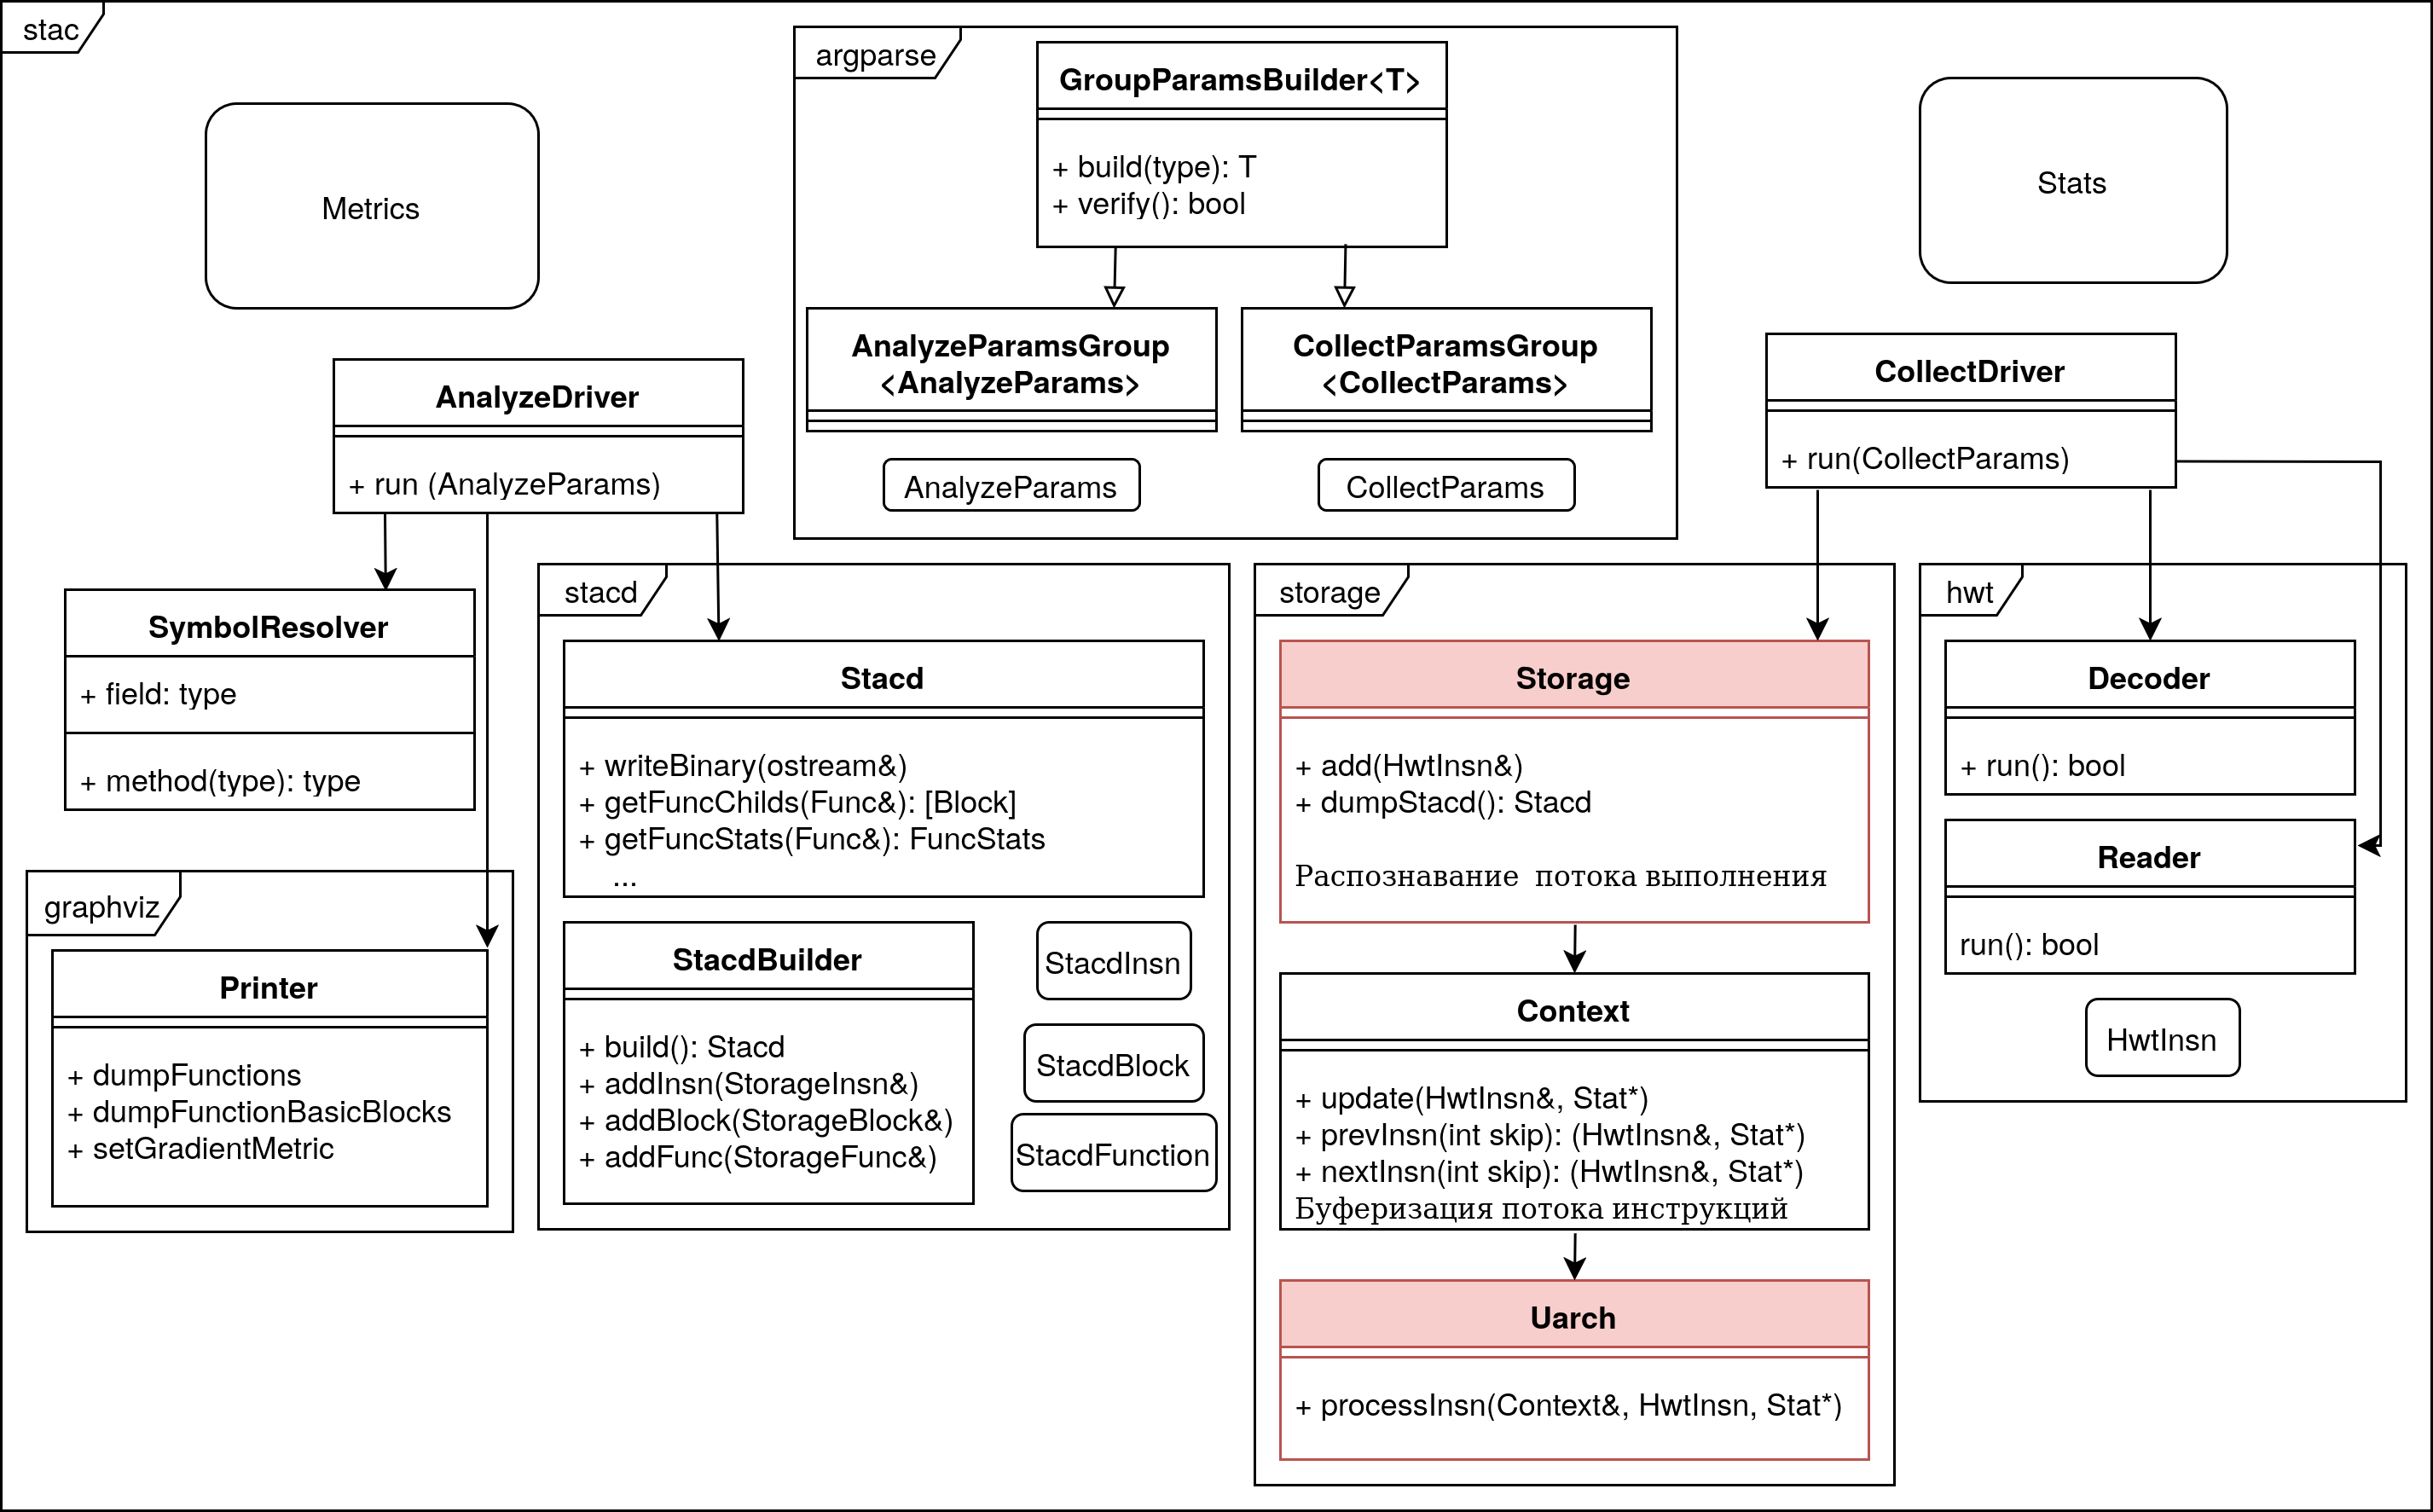 stac
argparse
GroupParamsBuilder<T>
+ build(type): T
+ verify(): bool
AnalyzeParamsGroup
<AnalyzeParams>
CollectParamsGroup
<CollectParams>
AnalyzeParams
CollectParams
Metrics
Stats
AnalyzeDriver
+ run (AnalyzeParams)
CollectDriver
+ run(CollectParams)
SymbolResolver
+ field: type
+ method(type): type
graphviz
Printer
+ dumpFunctions
+ dumpFunctionBasicBlocks
+ setGradientMetric
stacd
Stacd
+ writeBinary(ostream&)
+ getFuncChilds(Func&): [Block]
+ getFuncStats(Func&): FuncStats
...
StacdBuilder
+ build(): Stacd
+ addInsn(StorageInsn&)
+ addBlock(StorageBlock&)
+ addFunc(StorageFunc&)
StacdInsn
StacdBlock
StacdFunction
storage
Storage
+ add(HwtInsn&)
+ dumpStacd(): Stacd
Распознавание потока выполнения
Context
+ update(HwtInsn&, Stat*)
+ prevInsn(int skip): (HwtInsn&, Stat*)
+ nextInsn(int skip): (HwtInsn&, Stat*)
Буферизация потока инструкций
Uarch
+ processInsn(Context&, HwtInsn, Stat*)
hwt
Decoder
+ run(): bool
Reader
run(): bool
HwtInsn